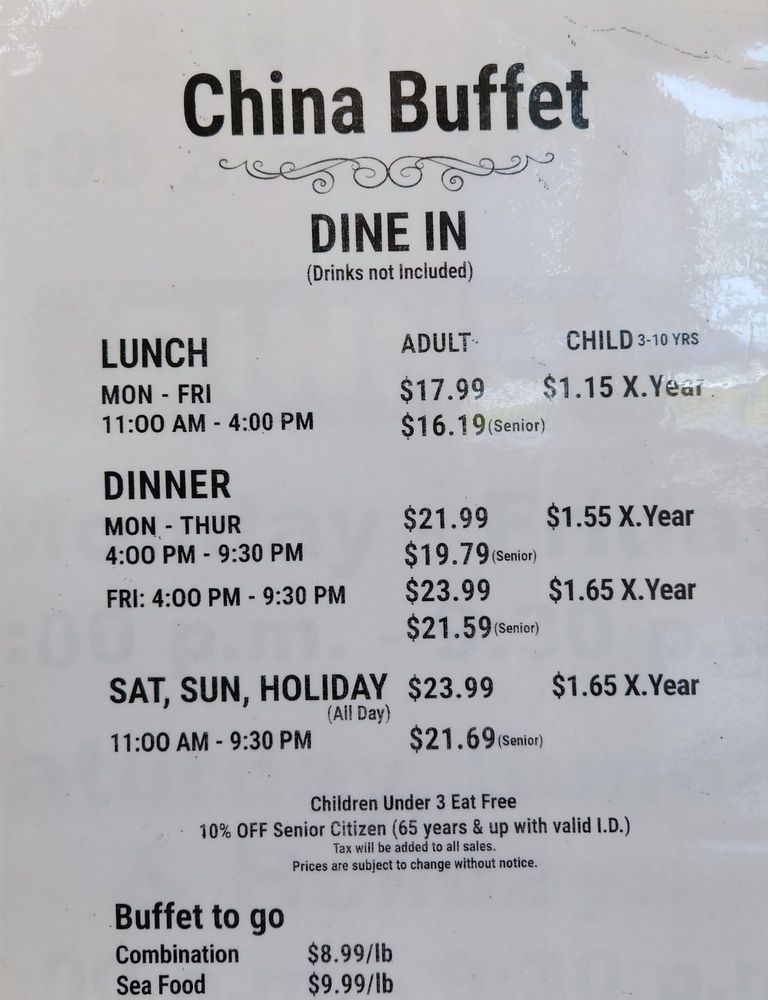 China Buffet
DINE IN
(Drinks not Included)
LUNCH ADULT CHILD 3-10 YRS
MON - FRI $17.99 $1.15 X.Year
11:00 AM - 4:00 PM $16.19 (Senior)
DINNER
MON - THUR $21.99 $1.55 X.Year
4:00 PM - 9:30 PM $19.79 (Senior)
FRI: 4:00 PM - 9:30 PM $23.99 $1.65 X.Year
$21.59 (Senior)
SAT, SUN, HOLIDAY $23.99 $1.65 X.Year
(All Day)
11:00 AM - 9:30 PM $21.69 (Senior)
Children Under 3 Eat Free
10% OFF Senior Citizen (65 years & up with valid I.D.)
Tax will be added to all sales.
Prices are subject to change without notice.
Buffet to go
Combination $8.99/lb
Sea Food $9.99/lb